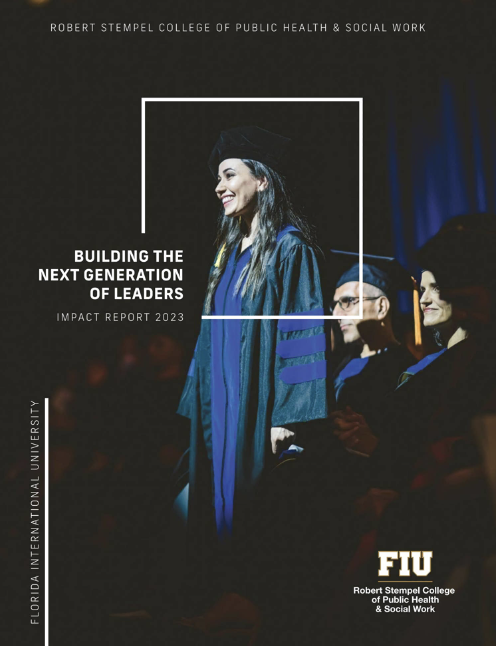 ROBERT STEMPEL COLLEGE OF PUBLIC HEALTH & SOCIAL WORK
BUILDING THE
NEXT GENERATION
OF LEADERS
IMPACT REPORT 2023
FLORIDA INTERNATIONAL UNIVERSITY
FIU
Robert Stempel College
of Public Health
& Social Work